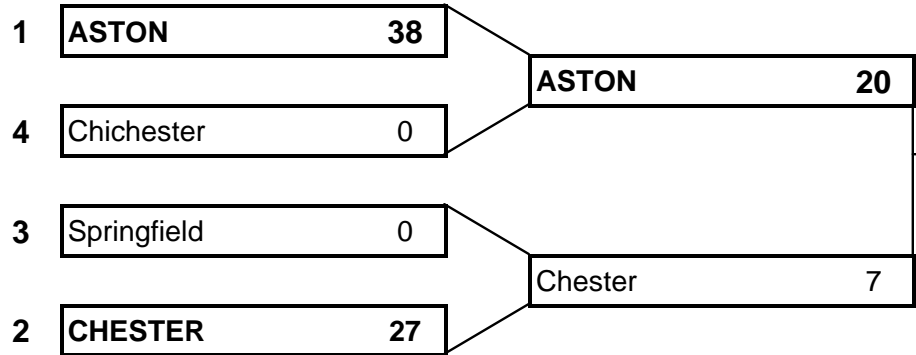 1 ASTON 38
ASTON 20
4 Chichester 0
3 Springfield 0
Chester 7
2 CHESTER 27